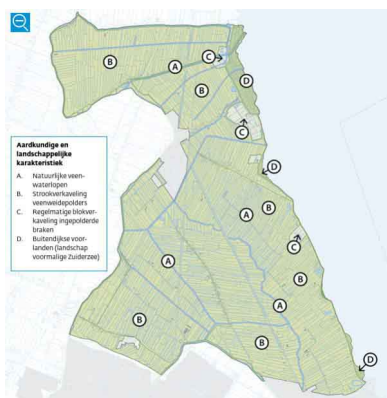 B
A
C
D
B
C
B
D
Aardkundige en
landschappelijke
karakteristiek
A. Natuurlijke veen-
waterlopen
B. Strookverkaveling
veenweidepolders
C. Regelmatige blokver-
kaveling ingepolderde
braken
D. Buitendijkse voor-
landen (landschap
voormalige Zuiderzee)
B
A
C
A
B
A
B
B
D